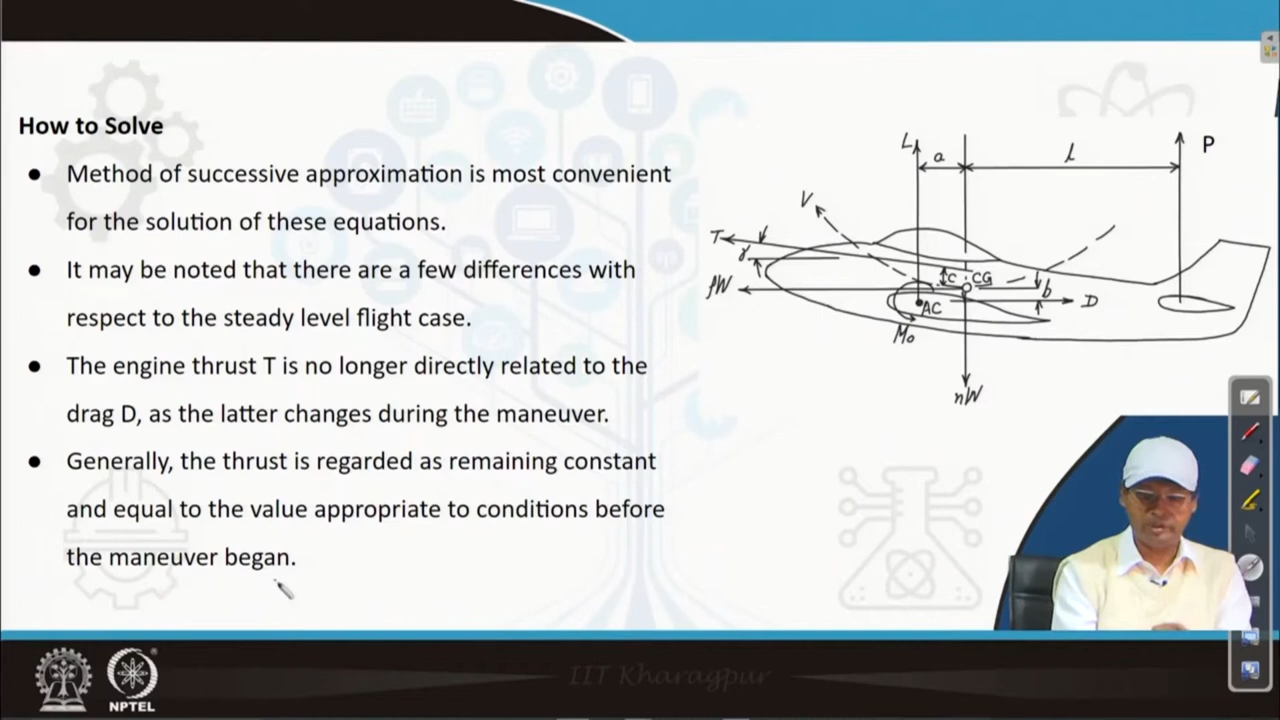 How to Solve
● Method of successive approximation is most convenient
for the solution of these equations.
● It may be noted that there are a few differences with
respect to the steady level flight case.
● The engine thrust T is no longer directly related to the
drag D, as the latter changes during the maneuver.
● Generally, the thrust is regarded as remaining constant
and equal to the value appropriate to conditions before
the maneuver began.
L a l P
V
T
γ
C CG
fW b D
AC
Mo
nW
IIT Kharagpur
NPTEL